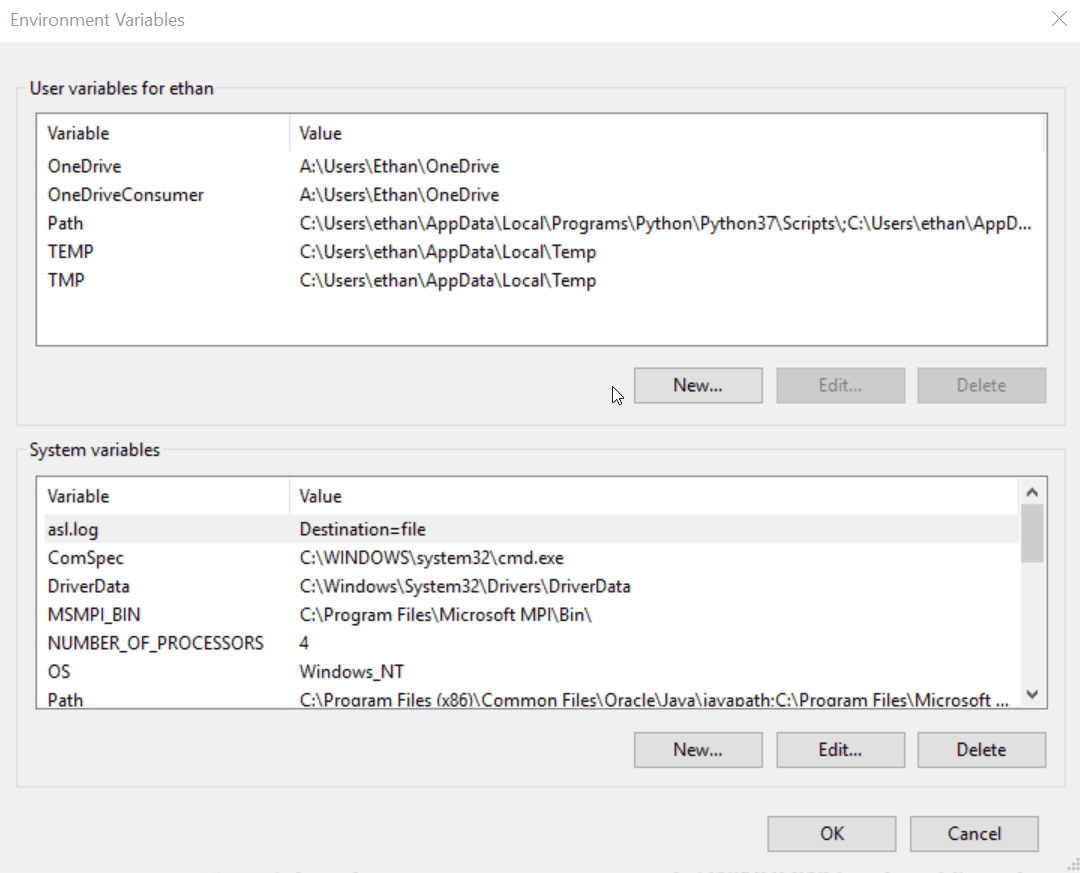 Environment Variables
User variables for ethan
Variable Value
OneDrive A:\Users\Ethan\OneDrive
OneDriveConsumer A:\Users\Ethan\OneDrive
Path C:\Users\ethan\AppData\Local\Programs\Python\Python37\Scripts\;C:\Users\ethan\AppD...
TEMP C:\Users\ethan\AppData\Local\Temp
TMP C:\Users\ethan\AppData\Local\Temp
New... Edit... Delete
System variables
Variable Value
asl.log Destination=file
ComSpec C:\WINDOWS\system32\cmd.exe
DriverData C:\Windows\System32\Drivers\DriverData
MSMPI_BIN C:\Program Files\Microsoft MPI\Bin\
NUMBER_OF_PROCESSORS 4
OS Windows_NT
Path C:\Program Files (x86)\Common Files\Oracle\Java\javapath;C:\Program Files\Microsoft ...
New... Edit... Delete
OK Cancel